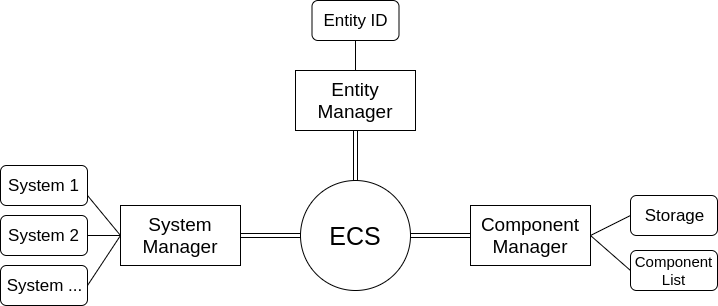 Entity ID
Entity
Manager
System 1
System 2
System ...
System
Manager
ECS
Component
Manager
Storage
Component
List